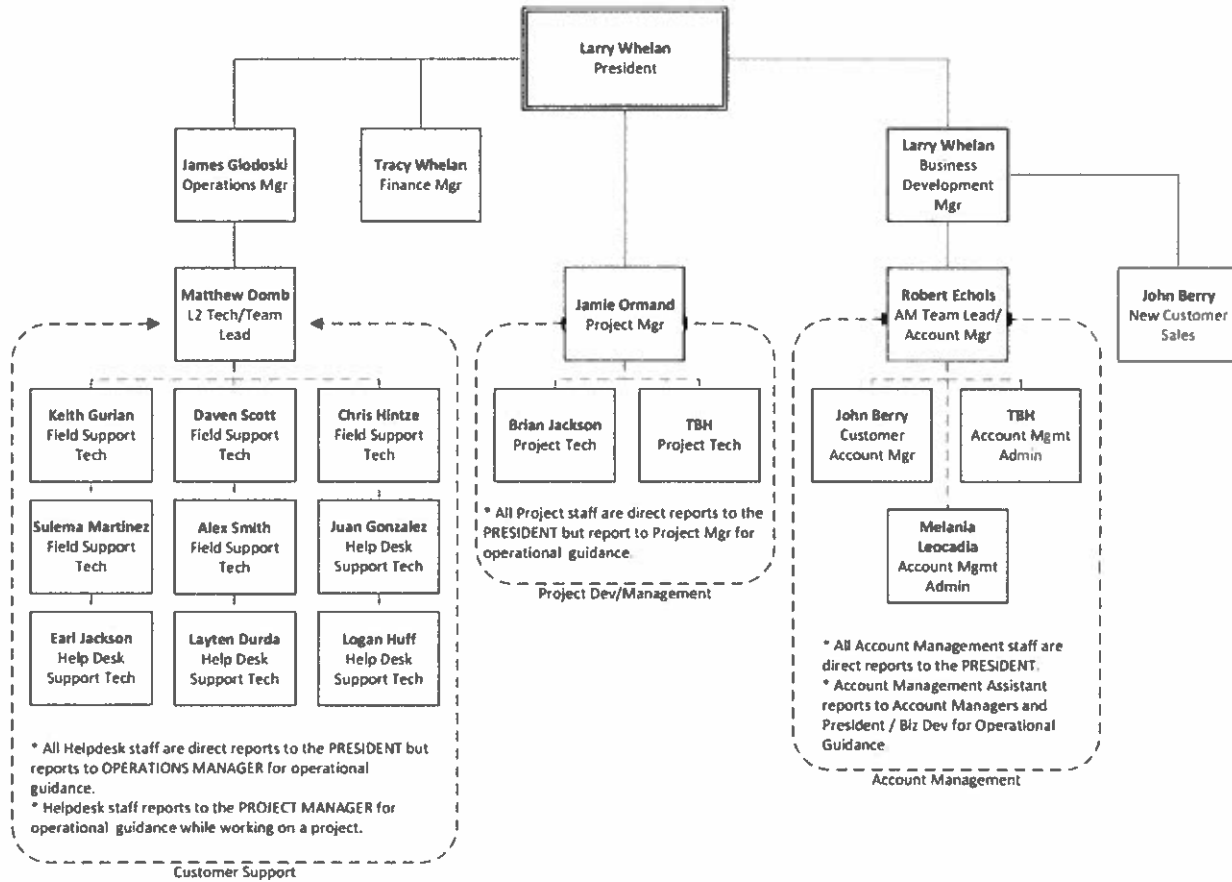 Larry Whelan
President
James Glodoski
Operations Mgr
Tracy Whelan
Finance Mgr
Larry Whelan
Business
Development
Mgr
Matthew Domb
L2 Tech/Team
Lead
Jamie Ormand
Project Mgr
Robert Echols
AM Team Lead/
Account Mgr
John Berry
New Customer
Sales
Keith Gurian
Field Support
Tech
Daven Scott
Field Support
Tech
Chris Hintze
Field Support
Tech
Brian Jackson
Project Tech
TBH
Project Tech
John Berry
Customer
Account Mgr
TBH
Account Mgmt
Admin
Sulema Martinez
Field Support
Tech
Alex Smith
Field Support
Tech
Juan Gonzalez
Help Desk
Support Tech
* All Project staff are direct reports to the
PRESIDENT but report to Project Mgr for
operational guidance.
Project Dev/Management
Melania
Leocadia
Account Mgmt
Admin
Earl Jackson
Help Desk
Support Tech
Layten Durda
Help Desk
Support Tech
Logan Huff
Help Desk
Support Tech
* All Account Management staff are
direct reports to the PRESIDENT.
* Account Management Assistant
reports to Account Managers and
President / Biz Dev for Operational
Guidance
Account Management
* All Helpdesk staff are direct reports to the PRESIDENT but
reports to OPERATIONS MANAGER for operational
guidance.
* Helpdesk staff reports to the PROJECT MANAGER for
operational guidance while working on a project.
Customer Support